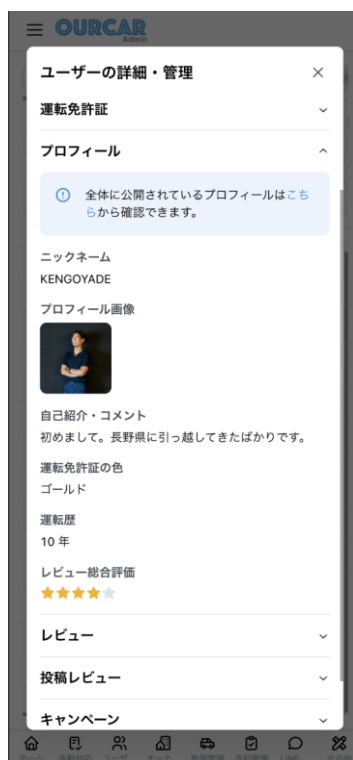 OURCAR
Admin
ユーザーの詳細・管理
運転免許証
プロフィール
全体に公開されているプロフィールはこち
らから確認できます。
ニックネーム
KENGOYADE
プロフィール画像
自己紹介・コメント
初めまして。長野県に引っ越してきたばかりです。
運転免許証の色
ゴールド
運転歴
10 年
レビュー総合評価
レビュー
投稿レビュー
キャンペーン